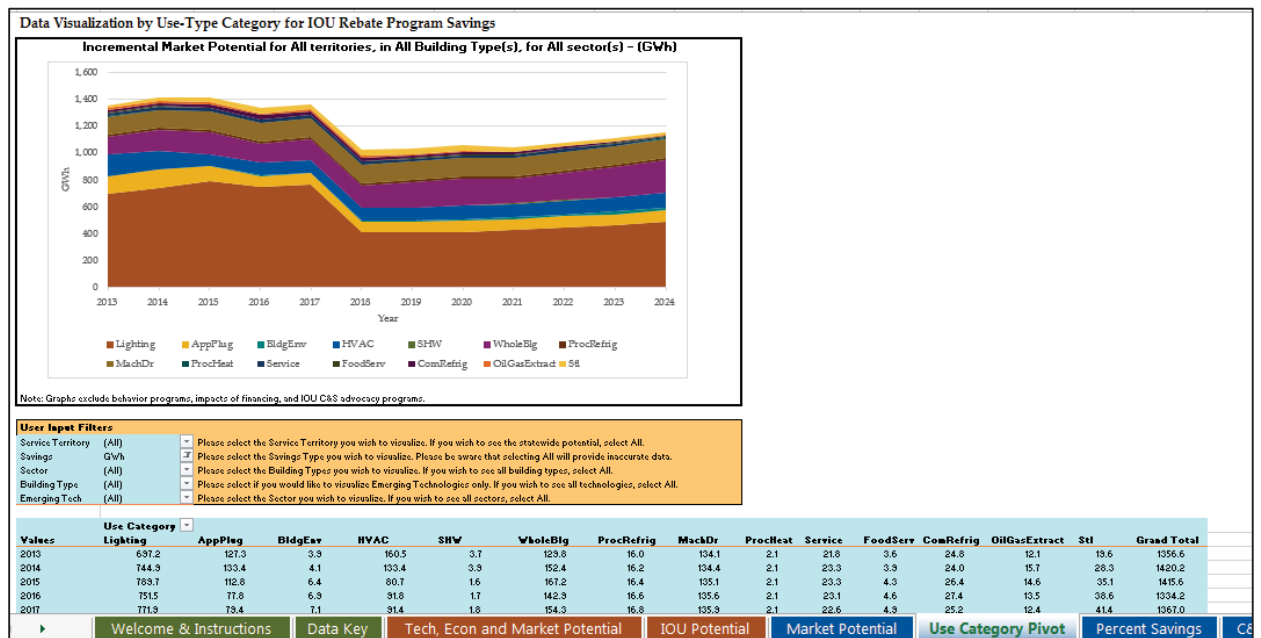 Data Visualization by Use-Type Category for IOU Rebate Program Savings
Incremental Market Potential for All territories, in All Building Type(s), for All sector(s) - (GWh)
1,600
1,400
1,200
1,000
800
600
400
200
0
GWh
2013 2014 2015 2016 2017 2018 2019 2020 2021 2022 2023 2024
Year
Lighting AppPlug BldgEnv HVAC SHW WholeBlg ProcRefrig
MachDr ProcHeat Service FoodServ ComRefrig OilGasExtract Stl
Note: Graphs exclude behavior programs, impacts of financing, and IOU C&S advocacy programs.
User Input Filters
Service Territory (All) Please select the Service Territory you wish to visualize. If you wish to see the statewide potential, select All.
Savings GWh Please select the Savings Type you wish to visualize. Please be aware that selecting All will provide inaccurate data.
Sector (All) Please select the Building Types you wish to visualize. If you wish to see all building types, select All.
Building Type (All) Please select if you would like to visualize Emerging Technologies only. If you wish to see all technologies, select All.
Emerging Tech (All) Please select the Sector you wish to visualize. If you wish to see all sectors, select All.
Use Category
Values Lighting AppPlug BldgEnv HVAC SHW WholeBlg ProcRefrig MachDr ProcHeat Service FoodServ ComRefrig OilGasExtract Stl Grand Total
2013 697.2 127.3 3.9 160.5 3.7 129.8 16.0 134.1 2.1 21.8 3.6 24.8 12.1 19.6 1356.6
2014 744.9 133.4 4.1 133.4 3.9 152.4 16.2 134.4 2.1 23.3 3.9 24.0 15.7 28.3 1420.2
2015 789.7 112.8 6.4 80.7 1.6 167.2 16.4 135.1 2.1 23.3 4.3 26.4 14.6 35.1 1415.6
2016 751.5 77.8 6.9 91.8 1.7 142.9 16.6 135.6 2.1 23.1 4.6 27.4 13.5 38.6 1334.2
2017 771.9 79.4 7.1 91.4 1.8 154.3 16.8 135.9 2.1 22.6 4.9 25.2 12.4 41.4 1367.0
Welcome & Instructions Data Key Tech, Econ and Market Potential IOU Potential Market Potential Use Category Pivot Percent Savings C&